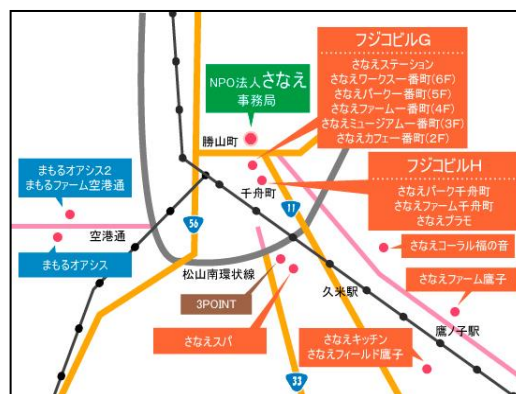 フジコビルG
さなえステーション
さなえワークス一番町(6F)
さなえパーク一番町(5F)
さなえファーム一番町(4F)
さなえミュージアム一番町(3F)
さなえカフェ一番町(2F)
NPO法人さなえ
事務局
勝山町
フジコビルH
さなえパーク千舟町
さなえファーム千舟町
さなえプラモ
千舟町
まもるオアシス2
まもるファーム空港通
空港通
まもるオアシス
56
11
さなえコーラル福の音
松山南環状線
3POINT
久米駅
さなえファーム鷹子
鷹ノ子駅
さなえスパ
さなえキッチン
さなえフィールド鷹子
33